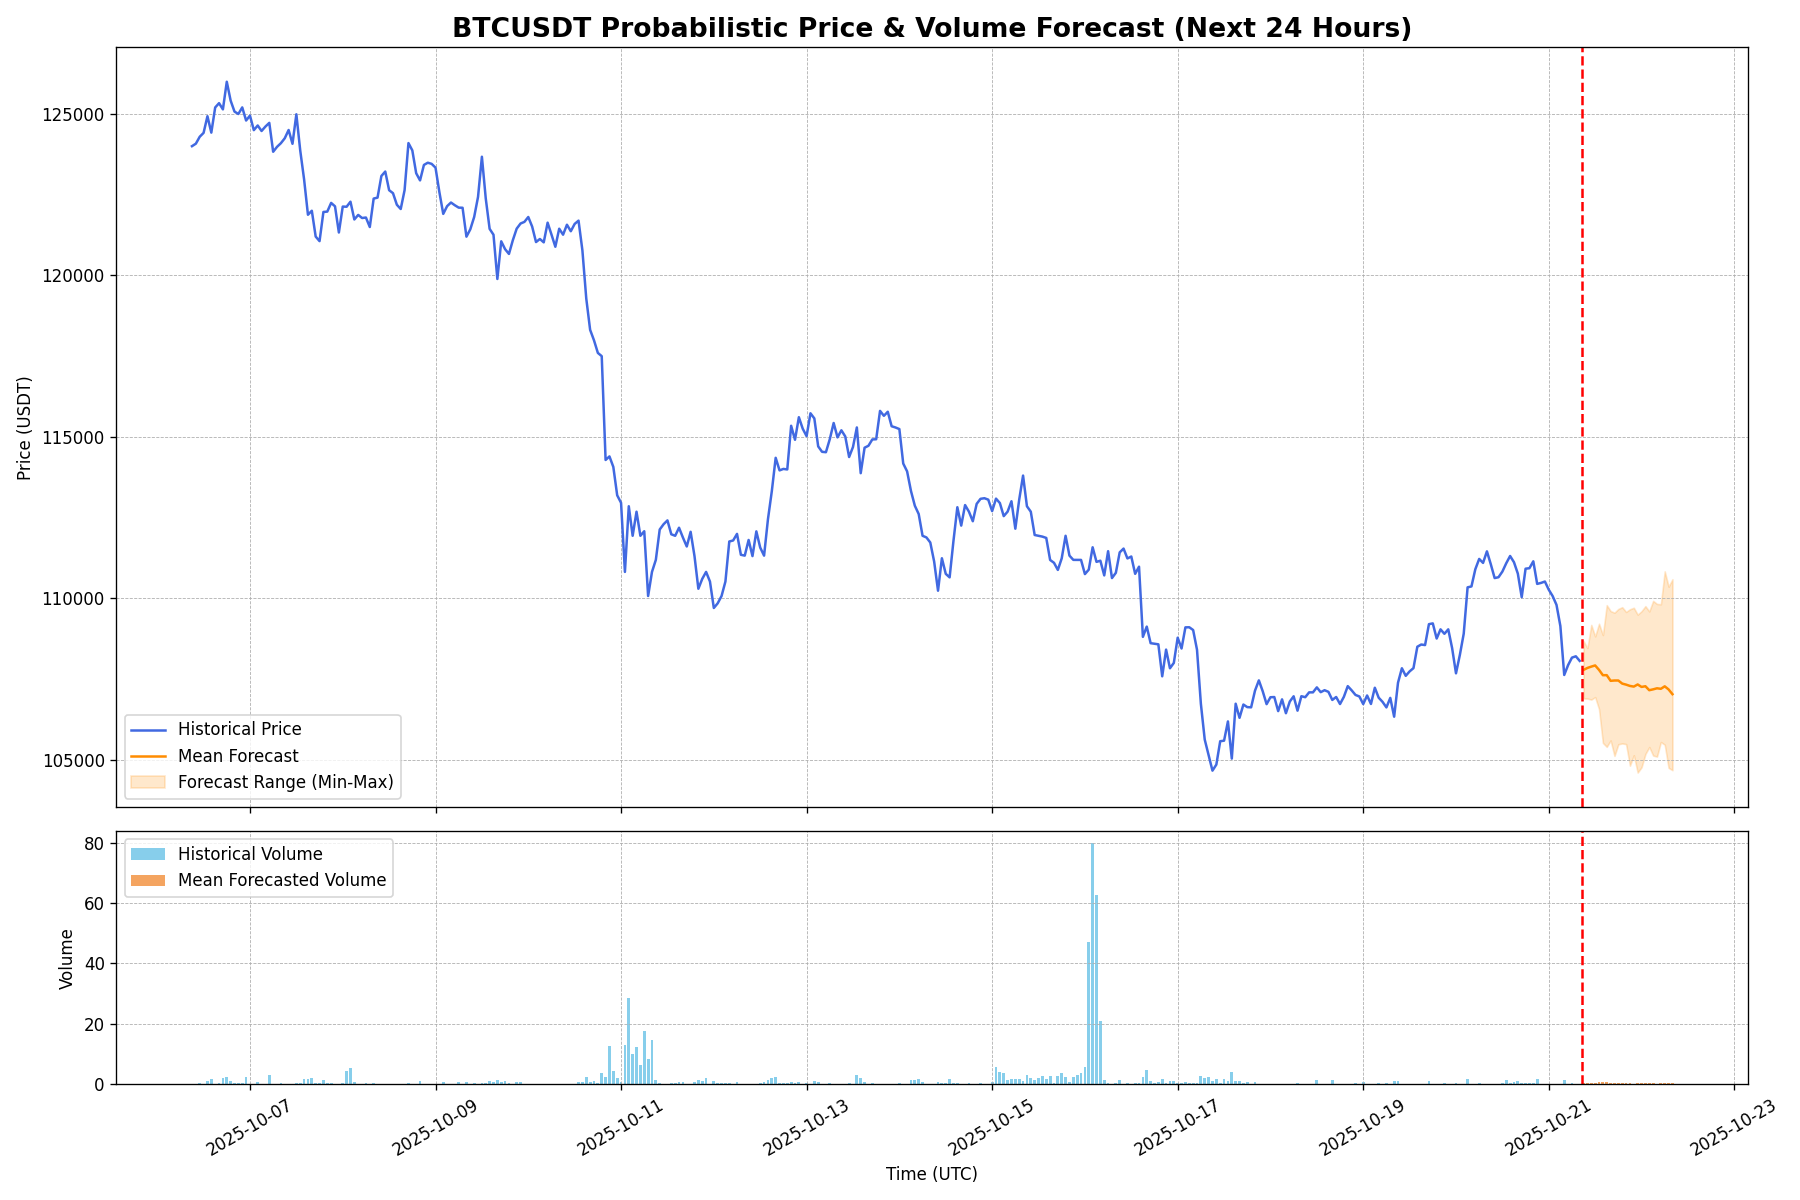 BTCUSDT Probabilistic Price & Volume Forecast (Next 24 Hours)
Price (USDT)
125000
120000
115000
110000
105000
Historical Price
Mean Forecast
Forecast Range (Min-Max)
Volume
80
60
40
20
0
Historical Volume
Mean Forecasted Volume
2025-10-07
2025-10-09
2025-10-11
2025-10-13
2025-10-15
2025-10-17
2025-10-19
2025-10-21
2025-10-23
Time (UTC)